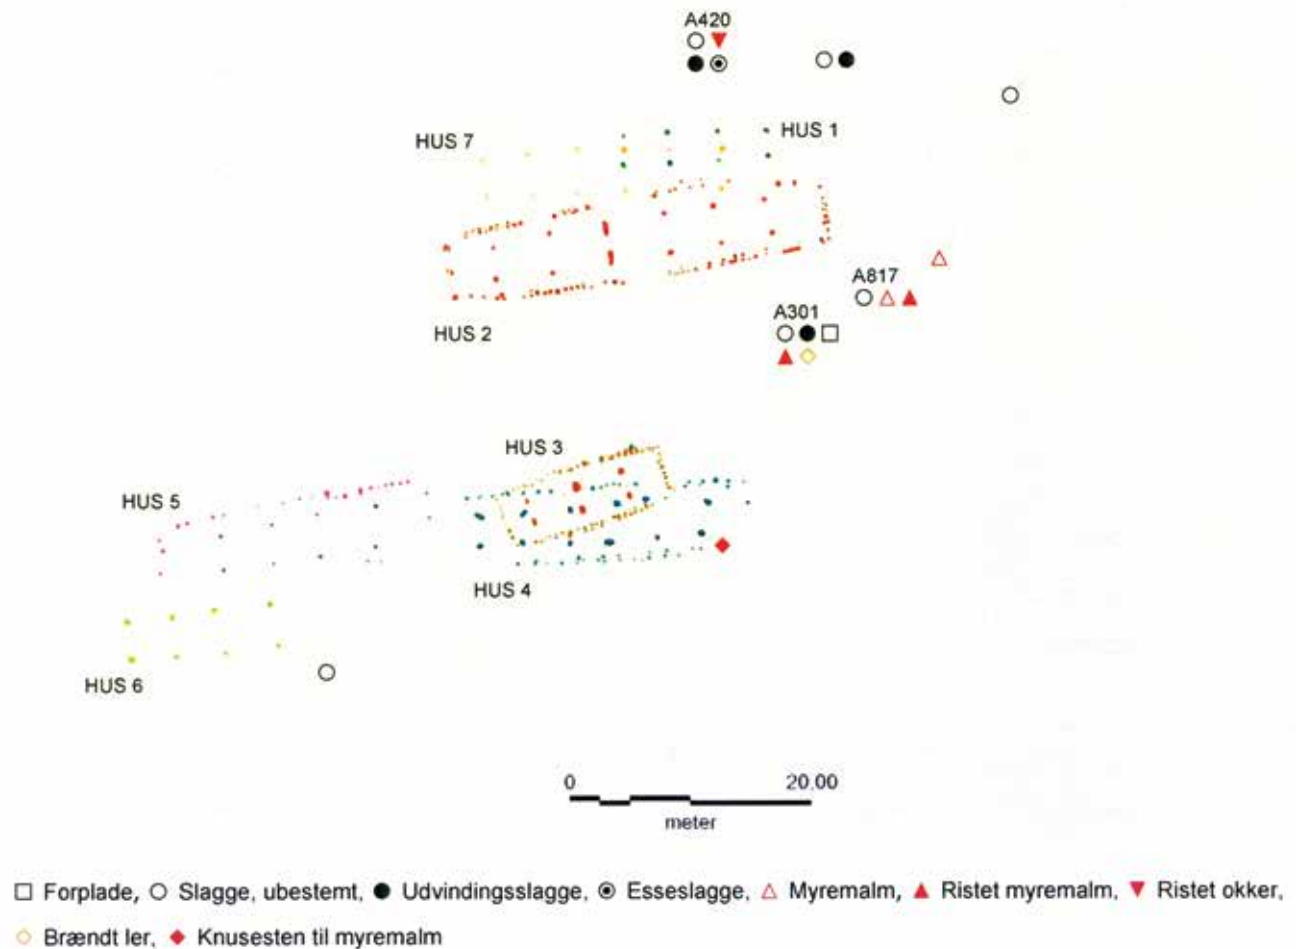 A420
HUS 7
HUS 1
A817
A301
HUS 2
HUS 3
HUS 5
HUS 4
HUS 6
0 20,00
meter
Forplade, Slagge, ubestemt, Udvindingsslagge, Esseslagge, Myremalm, Ristet myremalm, Ristet okker,
Brændt ler, Knusesten til myremalm